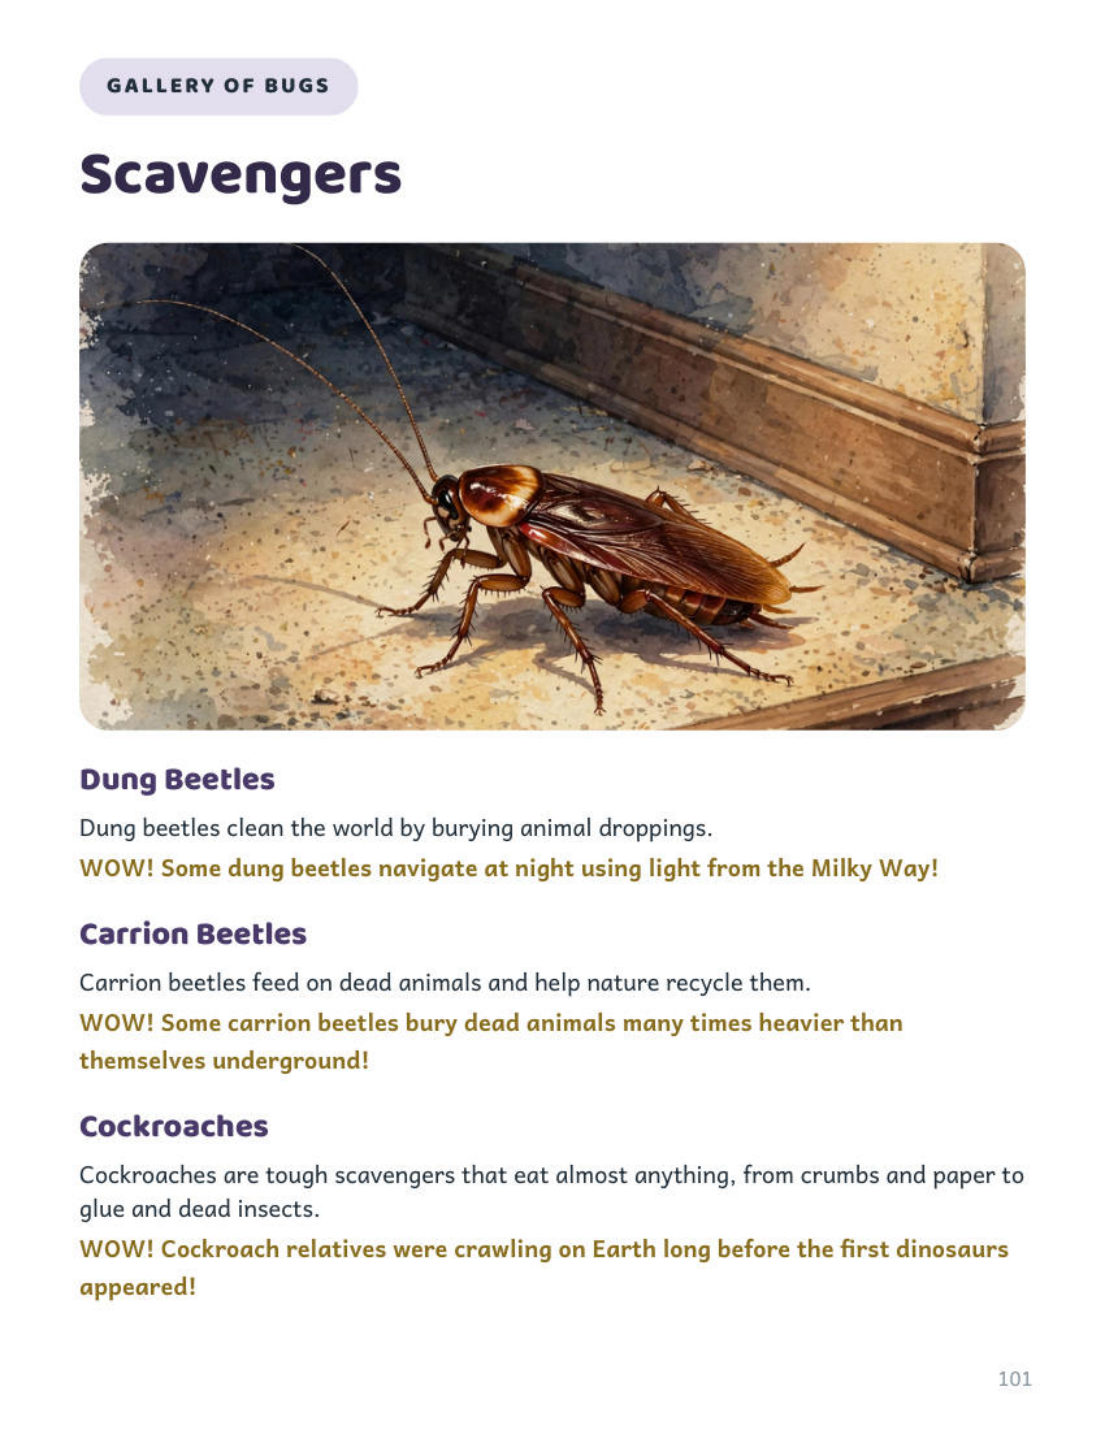 GALLERY OF BUGS
Scavengers
Dung Beetles
Dung beetles clean the world by burying animal droppings.
WOW! Some dung beetles navigate at night using light from the Milky Way!
Carrion Beetles
Carrion beetles feed on dead animals and help nature recycle them.
WOW! Some carrion beetles bury dead animals many times heavier than
themselves underground!
Cockroaches
Cockroaches are tough scavengers that eat almost anything, from crumbs and paper to
glue and dead insects.
WOW! Cockroach relatives were crawling on Earth long before the first dinosaurs
appeared!
101